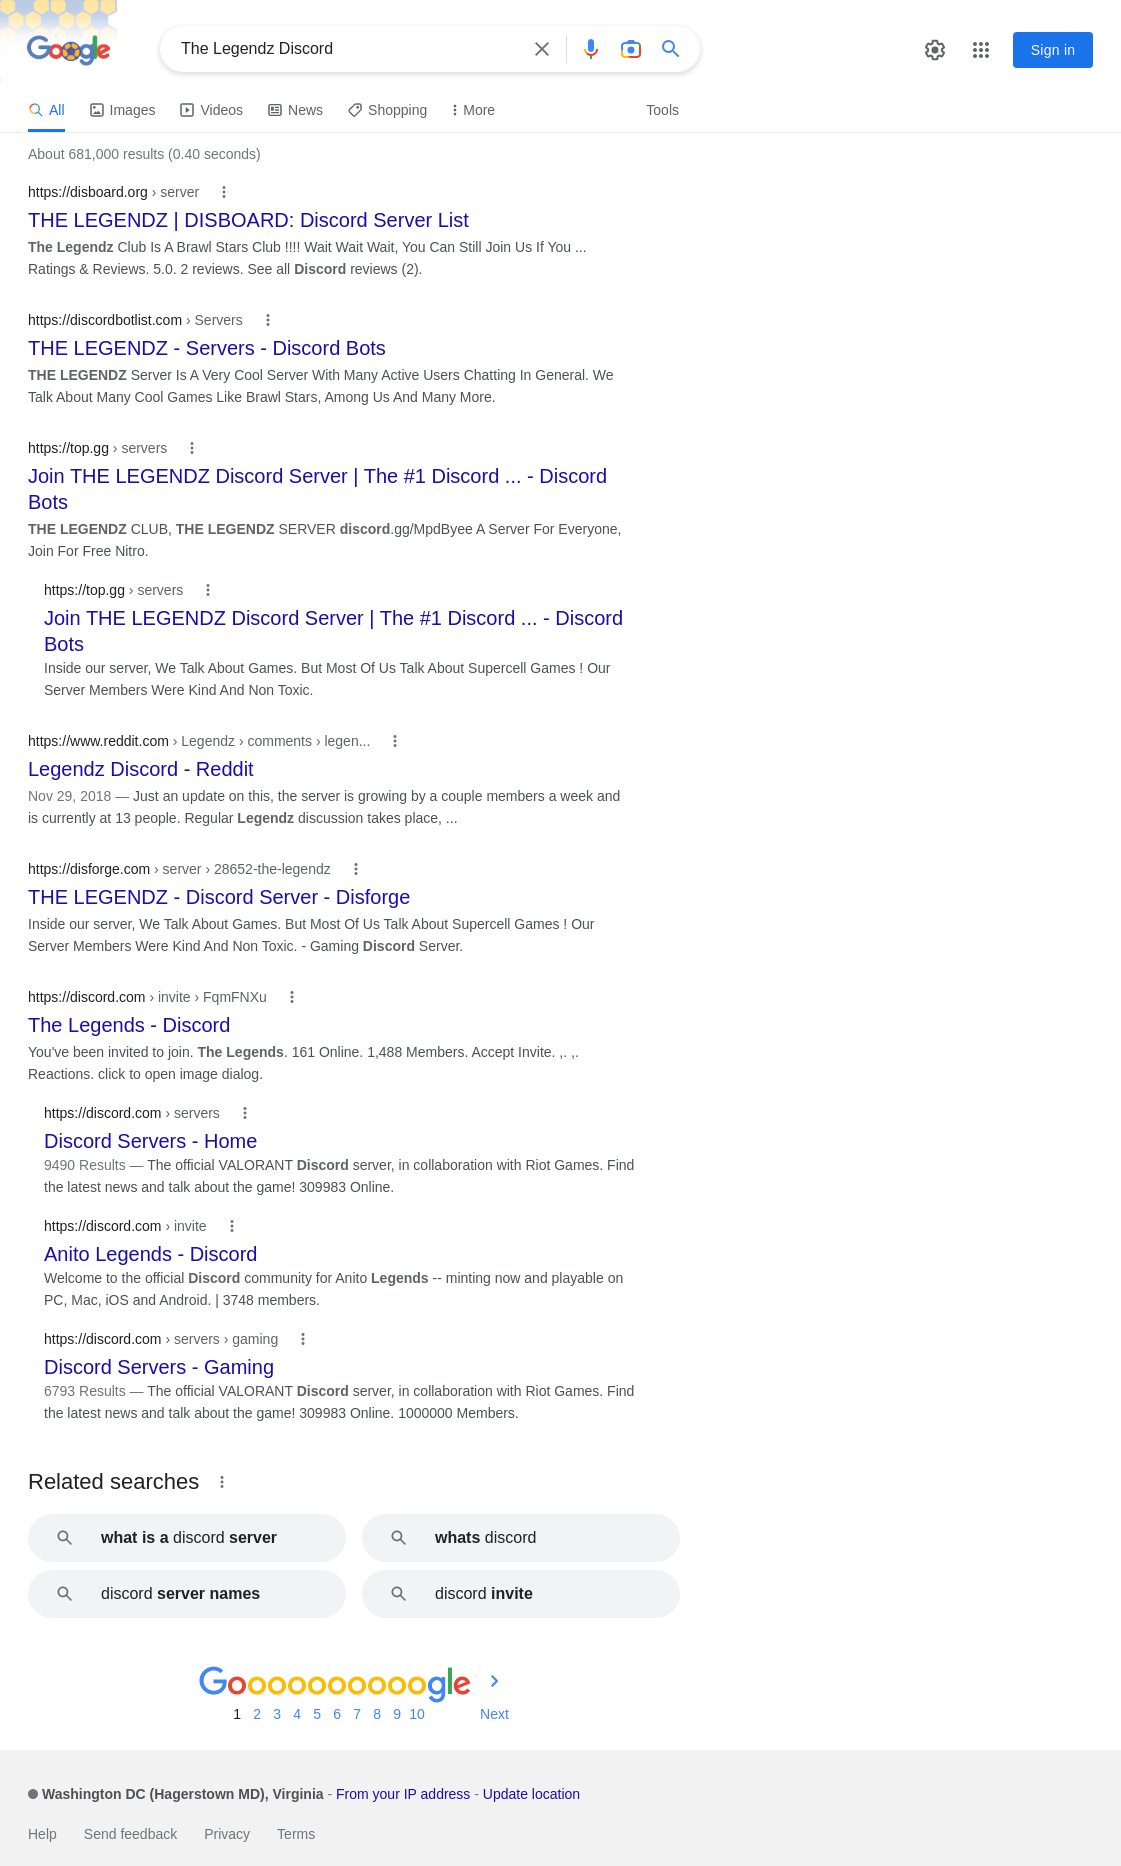 Google
The Legendz Discord
Sign in
All
Images
Videos
News
Shopping
More
Tools
About 681,000 results (0.40 seconds)
https://disboard.org › server
THE LEGENDZ | DISBOARD: Discord Server List
The Legendz Club Is A Brawl Stars Club !!!! Wait Wait Wait, You Can Still Join Us If You ...
Ratings & Reviews. 5.0. 2 reviews. See all Discord reviews (2).
https://discordbotlist.com › Servers
THE LEGENDZ - Servers - Discord Bots
THE LEGENDZ Server Is A Very Cool Server With Many Active Users Chatting In General. We
Talk About Many Cool Games Like Brawl Stars, Among Us And Many More.
https://top.gg › servers
Join THE LEGENDZ Discord Server | The #1 Discord ... - Discord
Bots
THE LEGENDZ CLUB, THE LEGENDZ SERVER discord.gg/MpdByee A Server For Everyone,
Join For Free Nitro.
https://top.gg › servers
Join THE LEGENDZ Discord Server | The #1 Discord ... - Discord
Bots
Inside our server, We Talk About Games. But Most Of Us Talk About Supercell Games ! Our
Server Members Were Kind And Non Toxic.
https://www.reddit.com › Legendz › comments › legen...
Legendz Discord - Reddit
Nov 29, 2018 — Just an update on this, the server is growing by a couple members a week and
is currently at 13 people. Regular Legendz discussion takes place, ...
https://disforge.com › server › 28652-the-legendz
THE LEGENDZ - Discord Server - Disforge
Inside our server, We Talk About Games. But Most Of Us Talk About Supercell Games ! Our
Server Members Were Kind And Non Toxic. - Gaming Discord Server.
https://discord.com › invite › FqmFNXu
The Legends - Discord
You've been invited to join. The Legends. 161 Online. 1,488 Members. Accept Invite. ,. ,.
Reactions. click to open image dialog.
https://discord.com › servers
Discord Servers - Home
9490 Results — The official VALORANT Discord server, in collaboration with Riot Games. Find
the latest news and talk about the game! 309983 Online.
https://discord.com › invite
Anito Legends - Discord
Welcome to the official Discord community for Anito Legends -- minting now and playable on
PC, Mac, iOS and Android. | 3748 members.
https://discord.com › servers › gaming
Discord Servers - Gaming
6793 Results — The official VALORANT Discord server, in collaboration with Riot Games. Find
the latest news and talk about the game! 309983 Online. 1000000 Members.
Related searches
what is a discord server
whats discord
discord server names
discord invite
Goooooooooogle
1 2 3 4 5 6 7 8 9 10 Next
Washington DC (Hagerstown MD), Virginia - From your IP address - Update location
Help Send feedback Privacy Terms